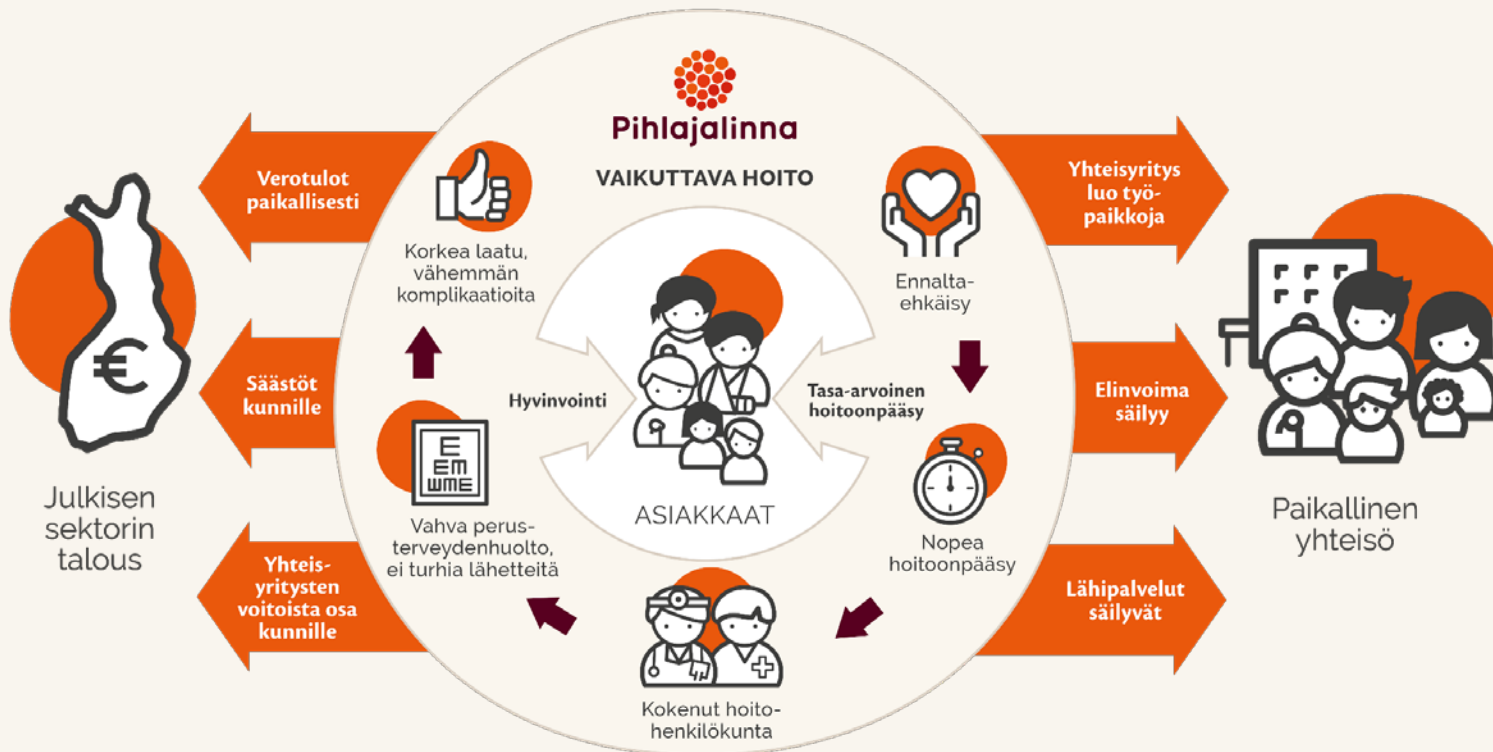 Pihlajalinna
VAIKUTTAVA HOITO
Verotulot
paikallisesti
Säästöt
kunnille
Yhteis-
yritysten
voitoista osa
kunnille
€
Julkisen
sektorin
talous
Korkea laatu,
vähemmän
komplikaatioita
E
EM
WME
Vahva perus-
terveydenhuolto,
ei turhia lähetteitä
Hyvinvointi
Tasa-arvoinen
hoitoonpääsy
ASIAKKAAT
Ennalta-
ehkäisy
Nopea
hoitoonpääsy
Kokenut hoito-
henkilökunta
Yhteisyritys
luo työ-
paikkoja
Elinvoima
säilyy
Lähipalvelut
säilyvät
Paikallinen
yhteisö